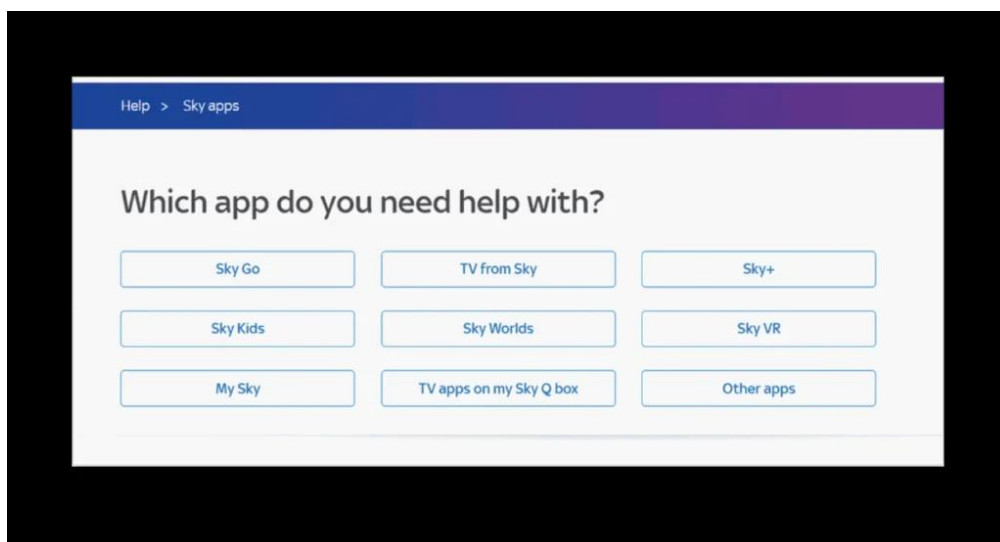 Help > Sky apps
Which app do you need help with?
Sky Go
TV from Sky
Sky+
Sky Kids
Sky Worlds
Sky VR
My Sky
TV apps on my Sky Q box
Other apps